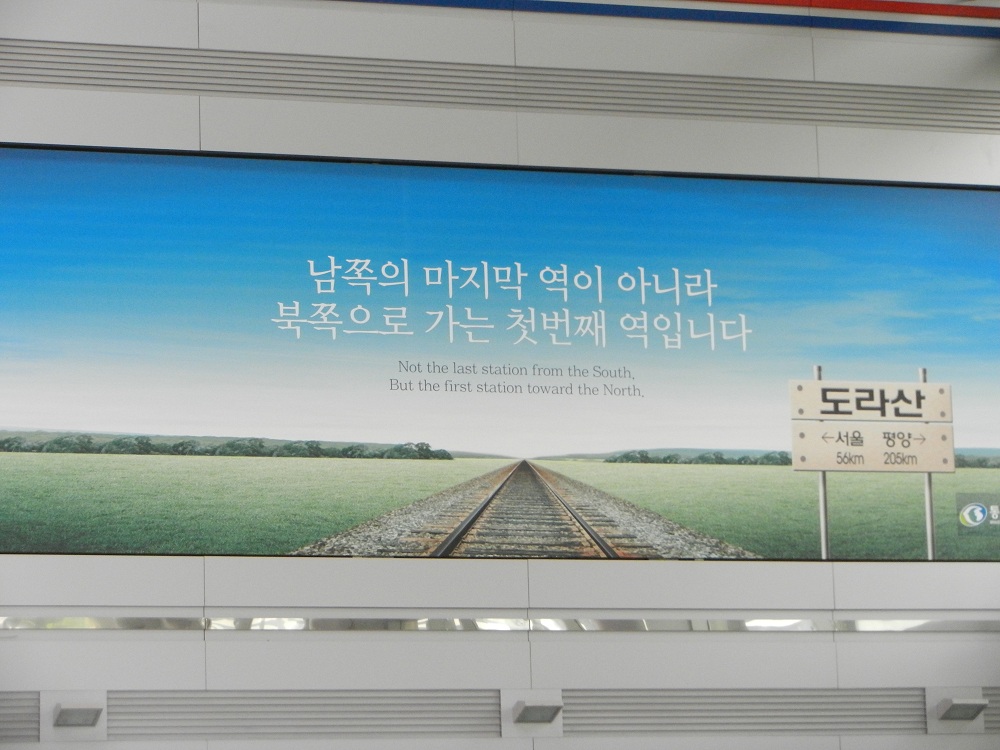 남쪽의 마지막 역이 아니라
북쪽으로 가는 첫번째 역입니다
Not the last station from the South,
But the first station toward the North.
도라산
←서울 평양→
56km 205km